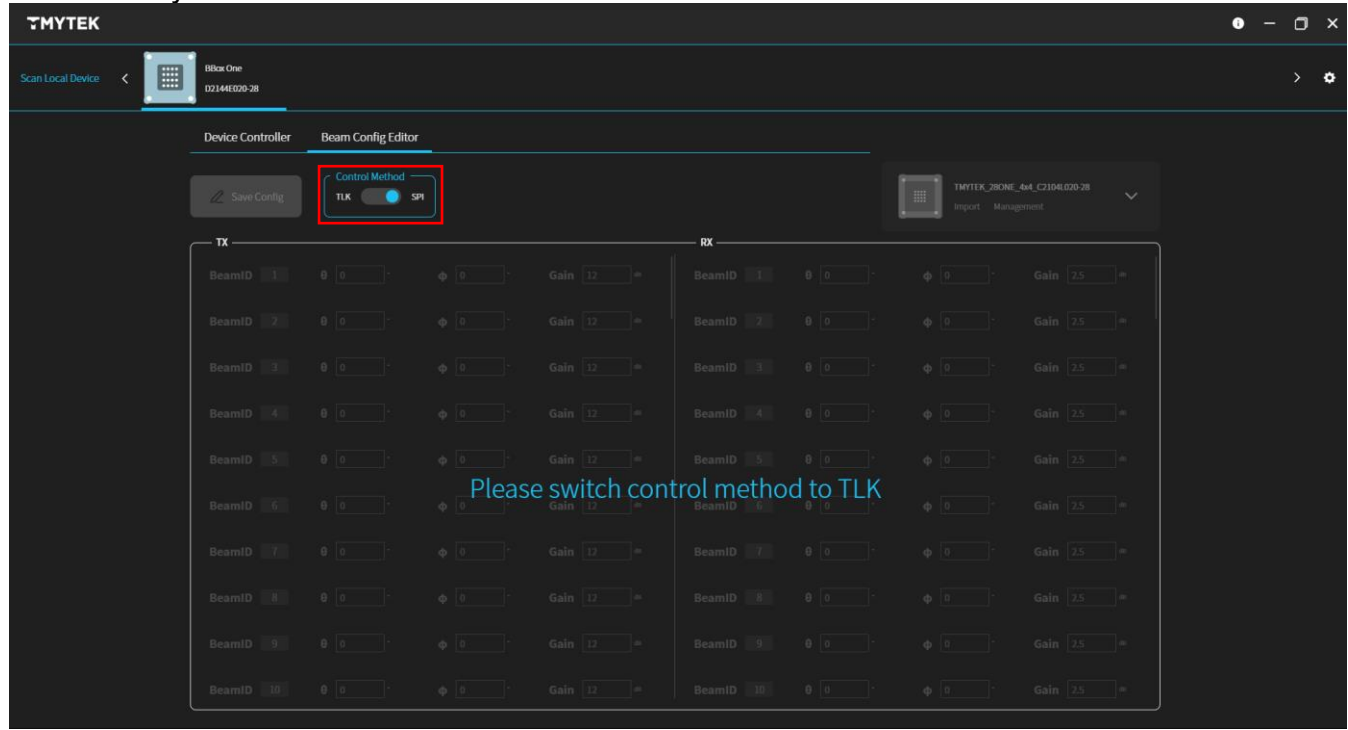 TMYTEK
Scan Local Device
BBox One
D2144E020-28
Device Controller Beam Config Editor
Save Config
Control Method
TLK SPI
TMYTEK_28ONE_4x4_C2104L020-28
Import Management
TX RX
BeamID 1 θ 0 ° ϕ 0 ° Gain 12 dB BeamID 1 θ 0 ° ϕ 0 ° Gain 2.5 dB
BeamID 2 θ 0 ° ϕ 0 ° Gain 12 dB BeamID 2 θ 0 ° ϕ 0 ° Gain 2.5 dB
BeamID 3 θ 0 ° ϕ 0 ° Gain 12 dB BeamID 3 θ 0 ° ϕ 0 ° Gain 2.5 dB
BeamID 4 θ 0 ° ϕ 0 ° Gain 12 dB BeamID 4 θ 0 ° ϕ 0 ° Gain 2.5 dB
BeamID 5 θ 0 ° ϕ 0 ° Gain 12 dB BeamID 5 θ 0 ° ϕ 0 ° Gain 2.5 dB
Please switch control method to TLK
BeamID 6 θ 0 ° ϕ 0 ° Gain 12 dB BeamID 6 θ 0 ° ϕ 0 ° Gain 2.5 dB
BeamID 7 θ 0 ° ϕ 0 ° Gain 12 dB BeamID 7 θ 0 ° ϕ 0 ° Gain 2.5 dB
BeamID 8 θ 0 ° ϕ 0 ° Gain 12 dB BeamID 8 θ 0 ° ϕ 0 ° Gain 2.5 dB
BeamID 9 θ 0 ° ϕ 0 ° Gain 12 dB BeamID 9 θ 0 ° ϕ 0 ° Gain 2.5 dB
BeamID 10 θ 0 ° ϕ 0 ° Gain 12 dB BeamID 10 θ 0 ° ϕ 0 ° Gain 2.5 dB